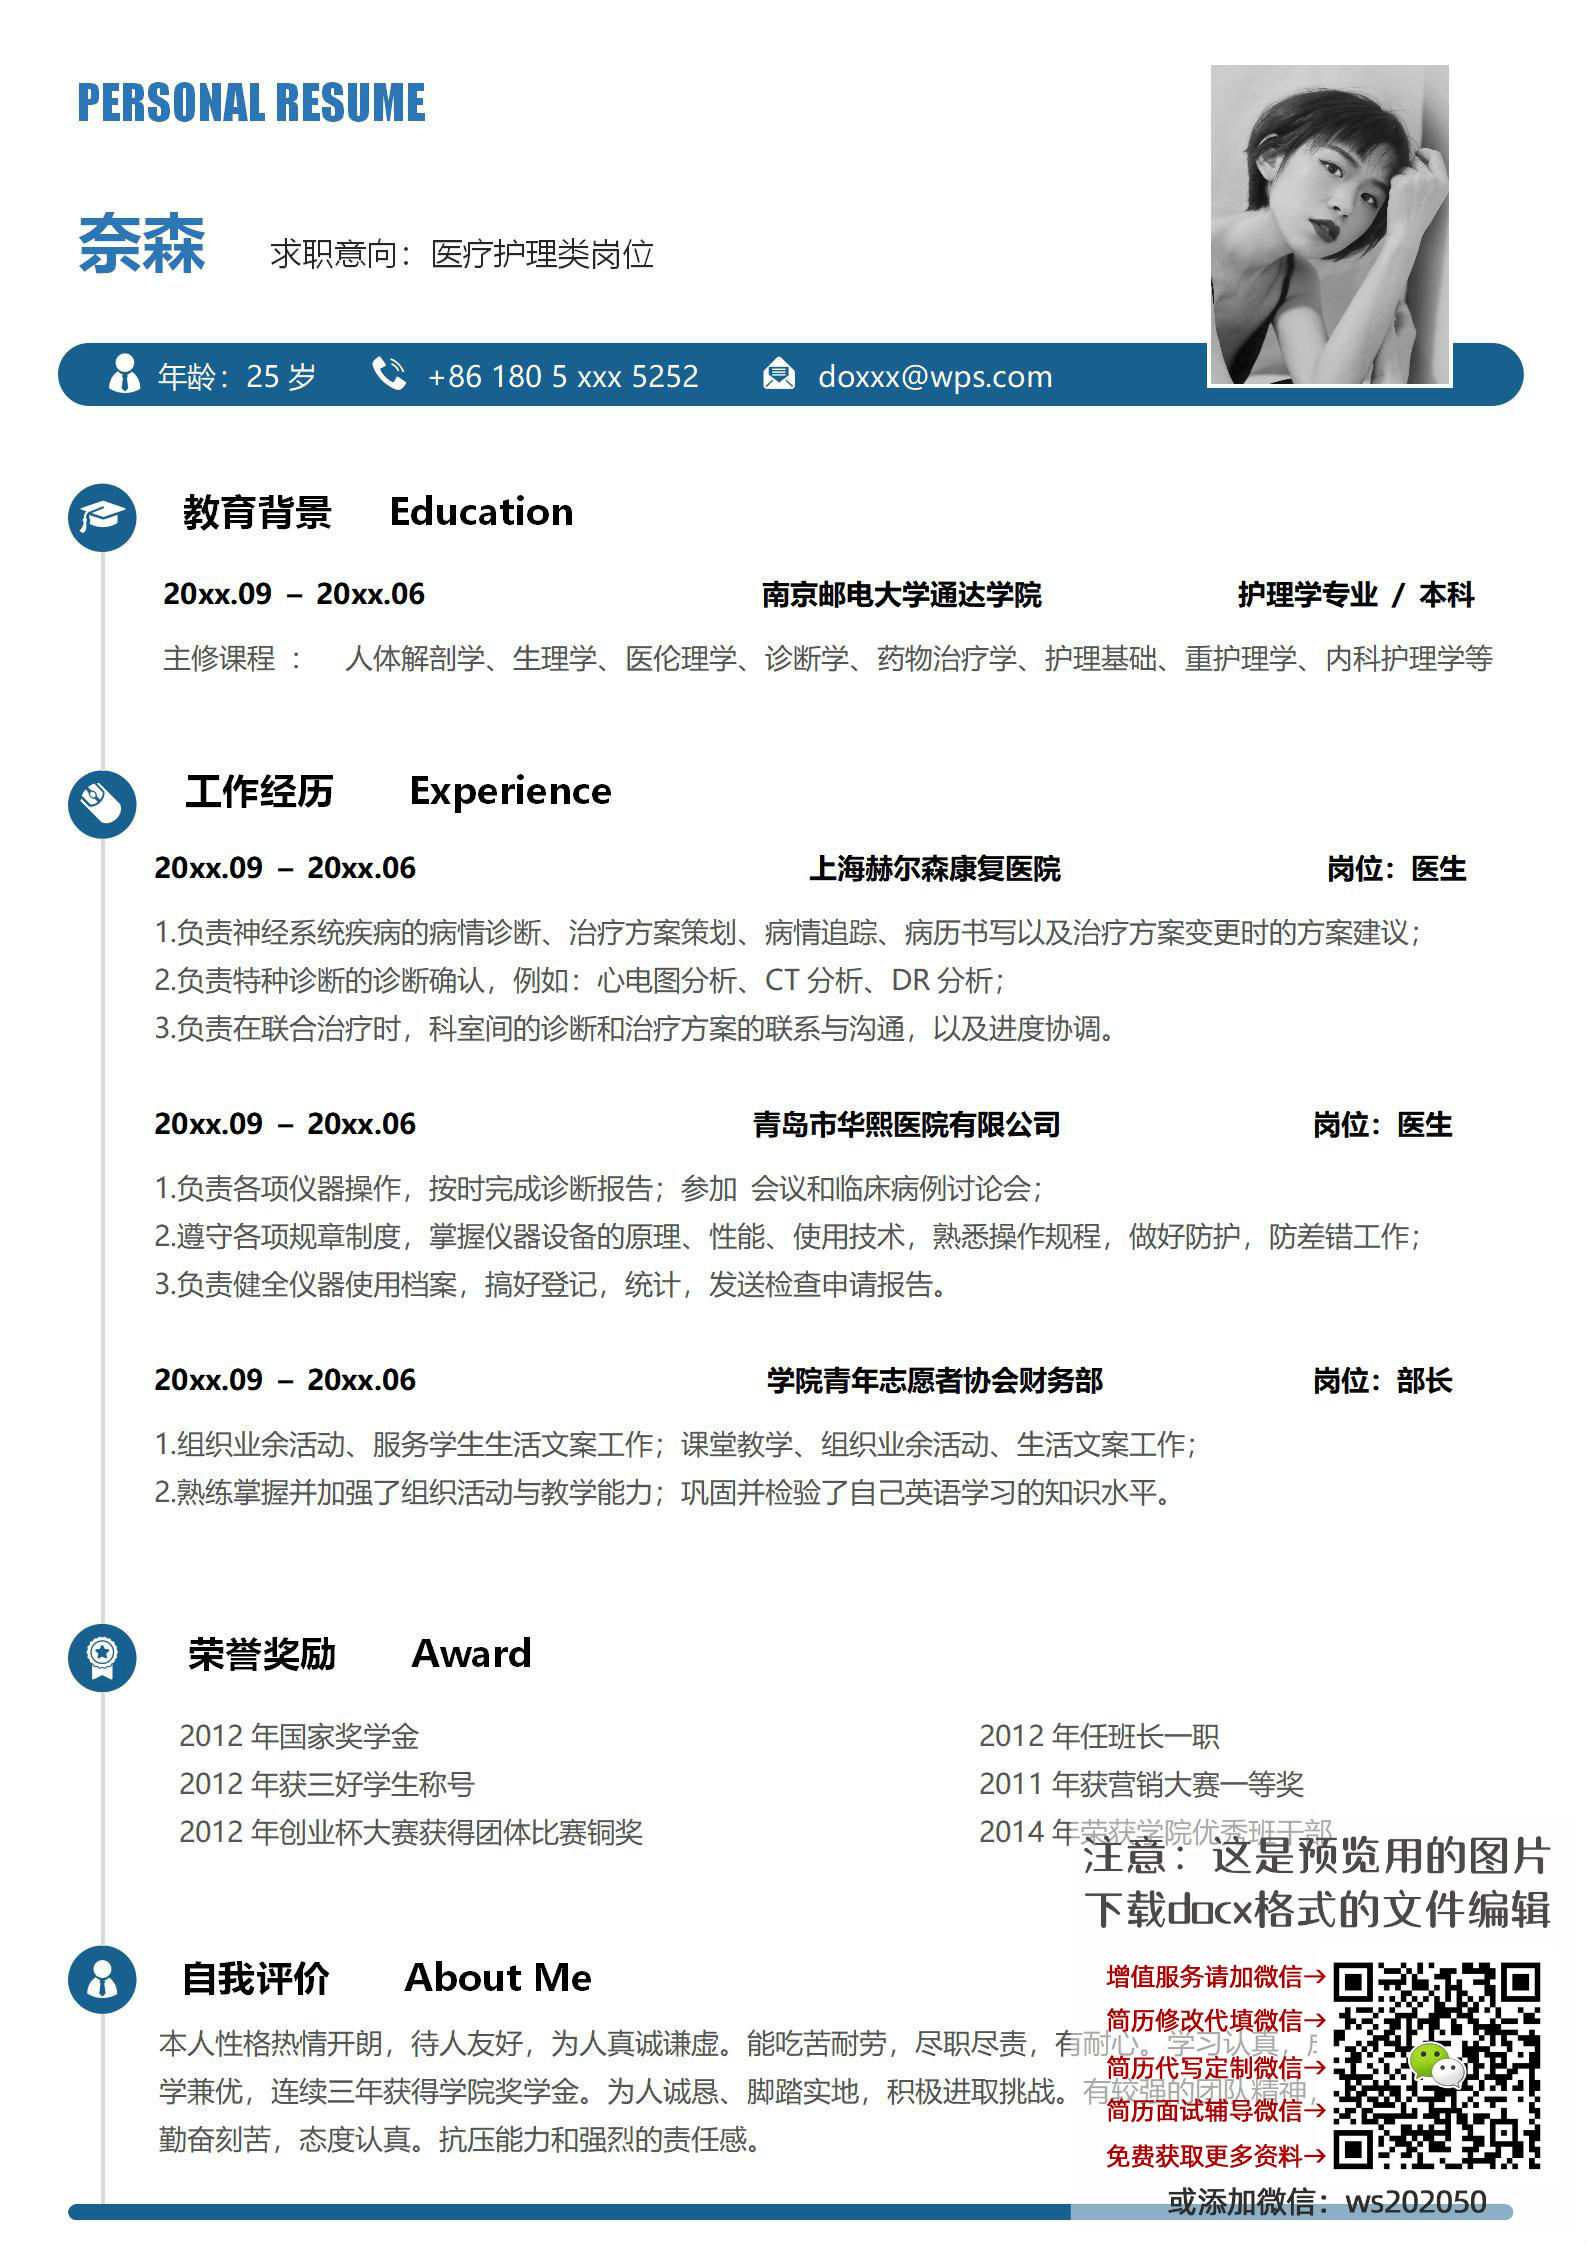 PERSONAL RESUME
奈森 求职意向：医疗护理类岗位
年龄：25 岁 +86 180 5 xxx 5252 doxxx@wps.com
教育背景 Education
20xx.09 – 20xx.06 南京邮电大学通达学院 护理学专业 / 本科
主修课程 ： 人体解剖学、生理学、医伦理学、诊断学、药物治疗学、护理基础、重护理学、内科护理学等
工作经历 Experience
20xx.09 – 20xx.06 上海赫尔森康复医院 岗位：医生
1.负责神经系统疾病的病情诊断、治疗方案策划、病情追踪、病历书写以及治疗方案变更时的方案建议；
2.负责特种诊断的诊断确认，例如：心电图分析、CT 分析、DR 分析；
3.负责在联合治疗时，科室间的诊断和治疗方案的联系与沟通，以及进度协调。
20xx.09 – 20xx.06 青岛市华熙医院有限公司 岗位：医生
1.负责各项仪器操作，按时完成诊断报告；参加 会议和临床病例讨论会；
2.遵守各项规章制度，掌握仪器设备的原理、性能、使用技术，熟悉操作规程，做好防护，防差错工作；
3.负责健全仪器使用档案，搞好登记，统计，发送检查申请报告。
20xx.09 – 20xx.06 学院青年志愿者协会财务部 岗位：部长
1.组织业余活动、服务学生生活文案工作；课堂教学、组织业余活动、生活文案工作；
2.熟练掌握并加强了组织活动与教学能力；巩固并检验了自己英语学习的知识水平。
荣誉奖励 Award
2012 年国家奖学金 2012 年任班长一职
2012 年获三好学生称号 2011 年获营销大赛一等奖
2012 年创业杯大赛获得团体比赛铜奖 2014 年荣获学院优秀班干部
注意：这是预览用的图片
下载docx格式的文件编辑
自我评价 About Me
本人性格热情开朗，待人友好，为人真诚谦虚。能吃苦耐劳，尽职尽责，有耐心。学习认真，
学兼优，连续三年获得学院奖学金。为人诚恳、脚踏实地，积极进取挑战。有较强的团队精神，
勤奋刻苦，态度认真。抗压能力和强烈的责任感。
增值服务请加微信→
简历修改代填微信→
简历代写定制微信→
简历面试辅导微信→
免费获取更多资料→
或添加微信：ws202050